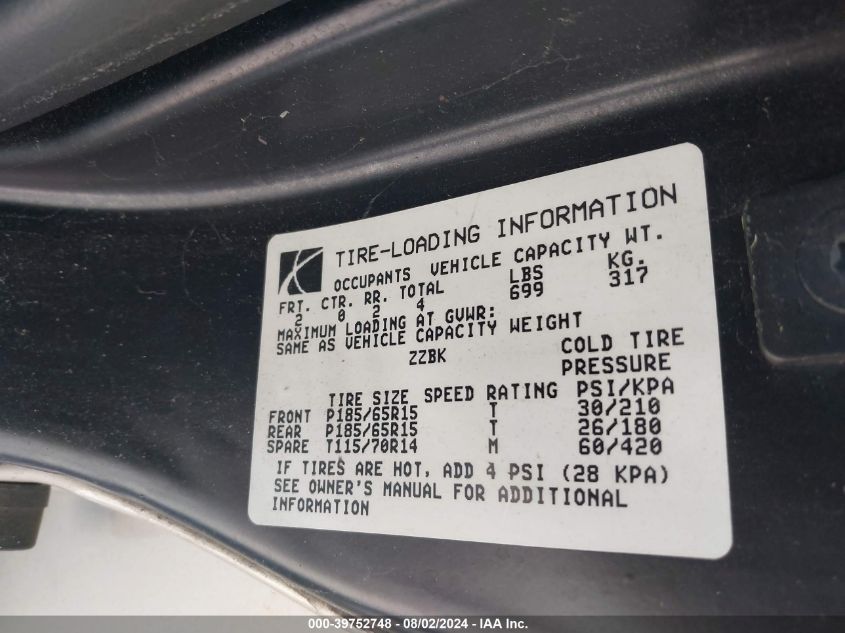 TIRE-LOADING INFORMATION
OCCUPANTS VEHICLE CAPACITY WT.
FRT. CTR. RR. TOTAL LBS KG.
2 0 2 4 699 317
MAXIMUM LOADING AT GVWR:
SAME AS VEHICLE CAPACITY WEIGHT
ZZBK COLD TIRE
PRESSURE
TIRE SIZE SPEED RATING PSI/KPA
FRONT P185/65R15 T 30/210
REAR P185/65R15 T 26/180
SPARE T115/70R14 M 60/420
IF TIRES ARE HOT, ADD 4 PSI (28 KPA)
SEE OWNER'S MANUAL FOR ADDITIONAL
INFORMATION
000-39752748 - 08/02/2024 - IAA Inc.